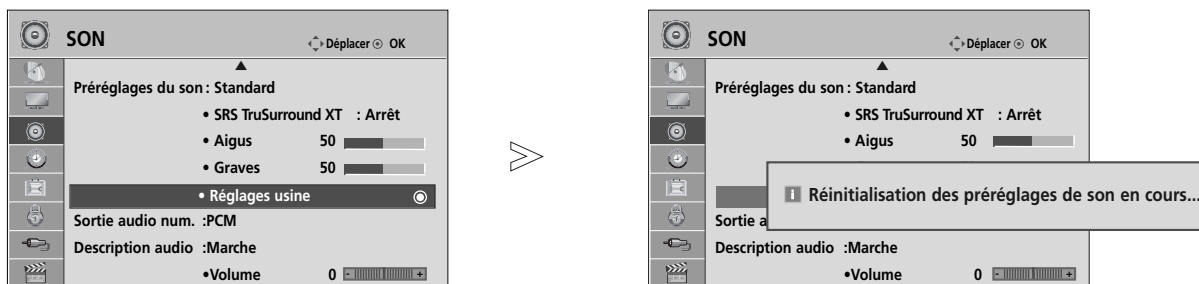 SON
Déplacer OK
Préréglages du son : Standard
• SRS TruSurround XT : Arrêt
• Aigus 50
• Graves 50
• Réglages usine
Sortie audio num. :PCM
Description audio :Marche
•Volume 0 - +
SON
Déplacer OK
Préréglages du son : Standard
• SRS TruSurround XT : Arrêt
• Aigus 50
i Réinitialisation des préréglages de son en cours...
Sortie a
Description audio :Marche
•Volume 0 - +